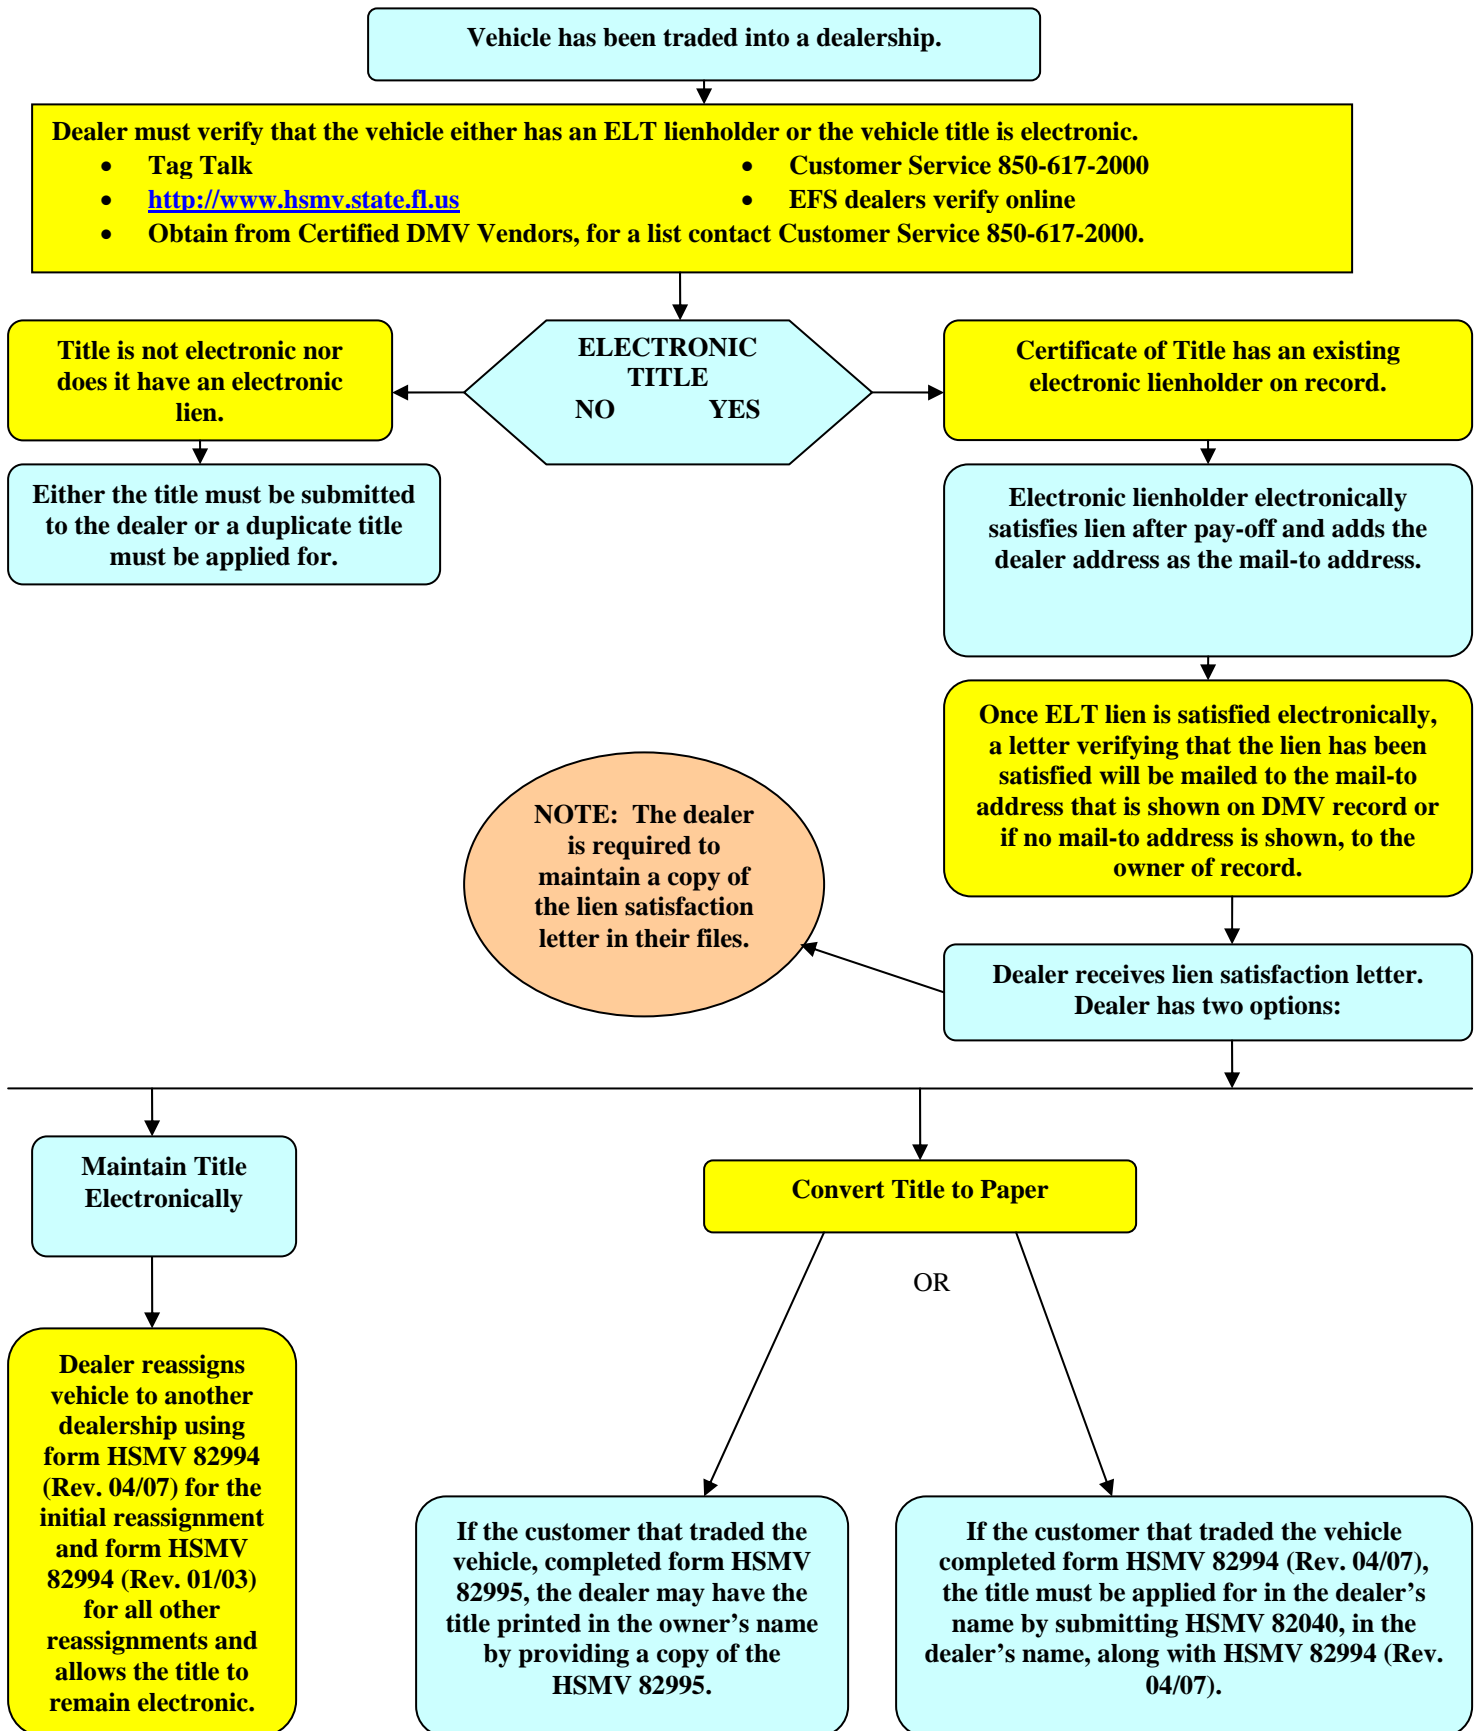 Vehicle has been traded into a dealership.
Dealer must verify that the vehicle either has an ELT lienholder or the vehicle title is electronic.
• Tag Talk
• Customer Service 850-617-2000
• http://www.hsmv.state.fl.us
• EFS dealers verify online
• Obtain from Certified DMV Vendors, for a list contact Customer Service 850-617-2000.
Title is not electronic nor
does it have an electronic
lien.
ELECTRONIC
TITLE
NO YES
Certificate of Title has an existing
electronic lienholder on record.
Either the title must be submitted
to the dealer or a duplicate title
must be applied for.
Electronic lienholder electronically
satisfies lien after pay-off and adds the
dealer address as the mail-to address.
Once ELT lien is satisfied electronically,
a letter verifying that the lien has been
satisfied will be mailed to the mail-to
address that is shown on DMV record or
if no mail-to address is shown, to the
owner of record.
NOTE: The dealer
is required to
maintain a copy of
the lien satisfaction
letter in their files.
Dealer receives lien satisfaction letter.
Dealer has two options:
Maintain Title
Electronically
Convert Title to Paper
OR
Dealer reassigns
vehicle to another
dealership using
form HSMV 82994
(Rev. 04/07) for the
initial reassignment
and form HSMV
82994 (Rev. 01/03)
for all other
reassignments and
allows the title to
remain electronic.
If the customer that traded the
vehicle, completed form HSMV
82995, the dealer may have the
title printed in the owner's name
by providing a copy of the
HSMV 82995.
If the customer that traded the vehicle
completed form HSMV 82994 (Rev. 04/07),
the title must be applied for in the dealer's
name by submitting HSMV 82040, in the
dealer's name, along with HSMV 82994 (Rev.
04/07).